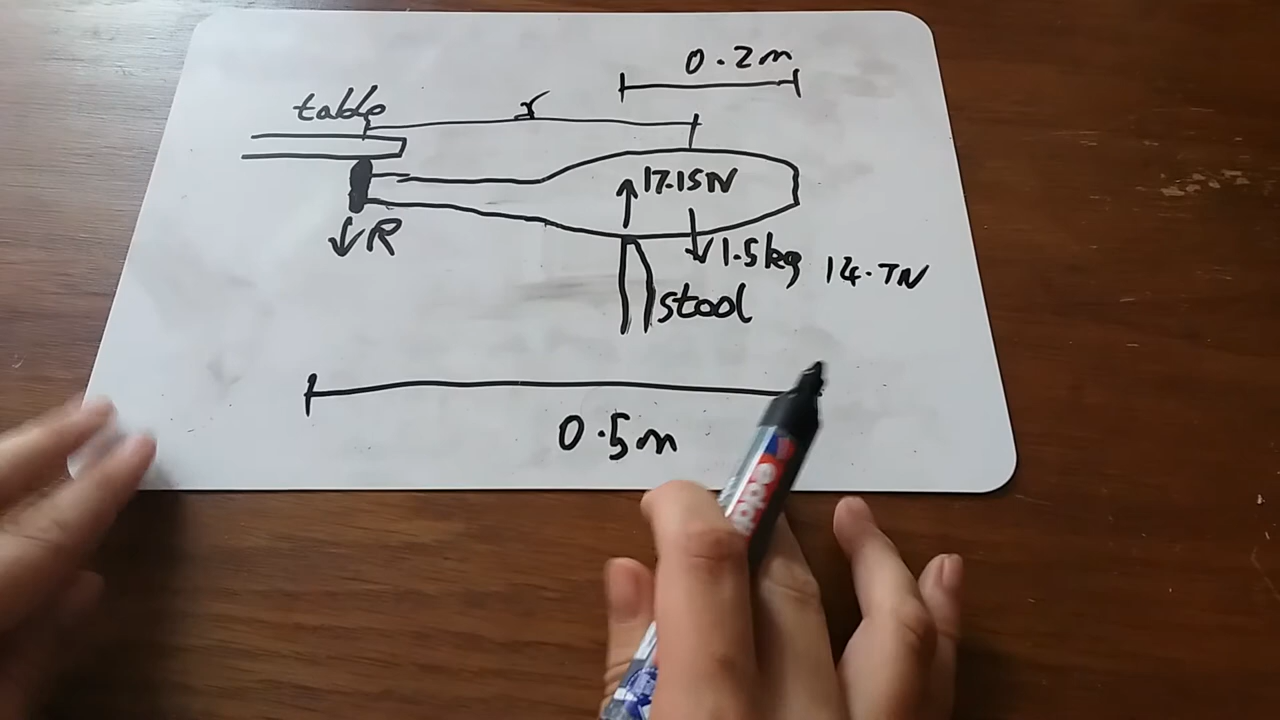 0.2m
table
x
17.15N
R
1.5kg 14.7N
stool
0.5m
edding